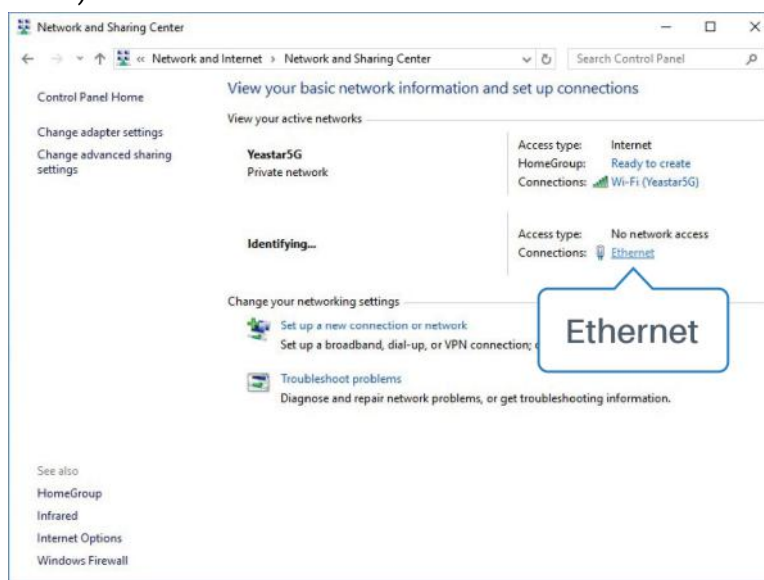 Network and Sharing Center
« Network and Internet > Network and Sharing Center
Search Control Panel
Control Panel Home
Change adapter settings
Change advanced sharing
settings
View your basic network information and set up connections
View your active networks
Yeastar5G
Private network
Access type: Internet
HomeGroup: Ready to create
Connections: Wi-Fi (Yeastar5G)
Identifying...
Access type: No network access
Connections: Ethernet
Ethernet
Change your networking settings
Set up a new connection or network
Set up a broadband, dial-up, or VPN connection;
Troubleshoot problems
Diagnose and repair network problems, or get troubleshooting information.
See also
HomeGroup
Infrared
Internet Options
Windows Firewall